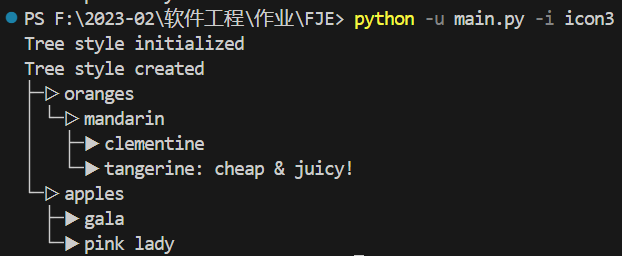 PS F:\2023-02\软件工程\作业\FJE> python -u main.py -i icon3
Tree style initialized
Tree style created
├─▷oranges
│ └─▷mandarin
│   ├─▶clementine
│   └─▶tangerine: cheap & juicy!
└─▷apples
  ├─▶gala
  └─▶pink lady